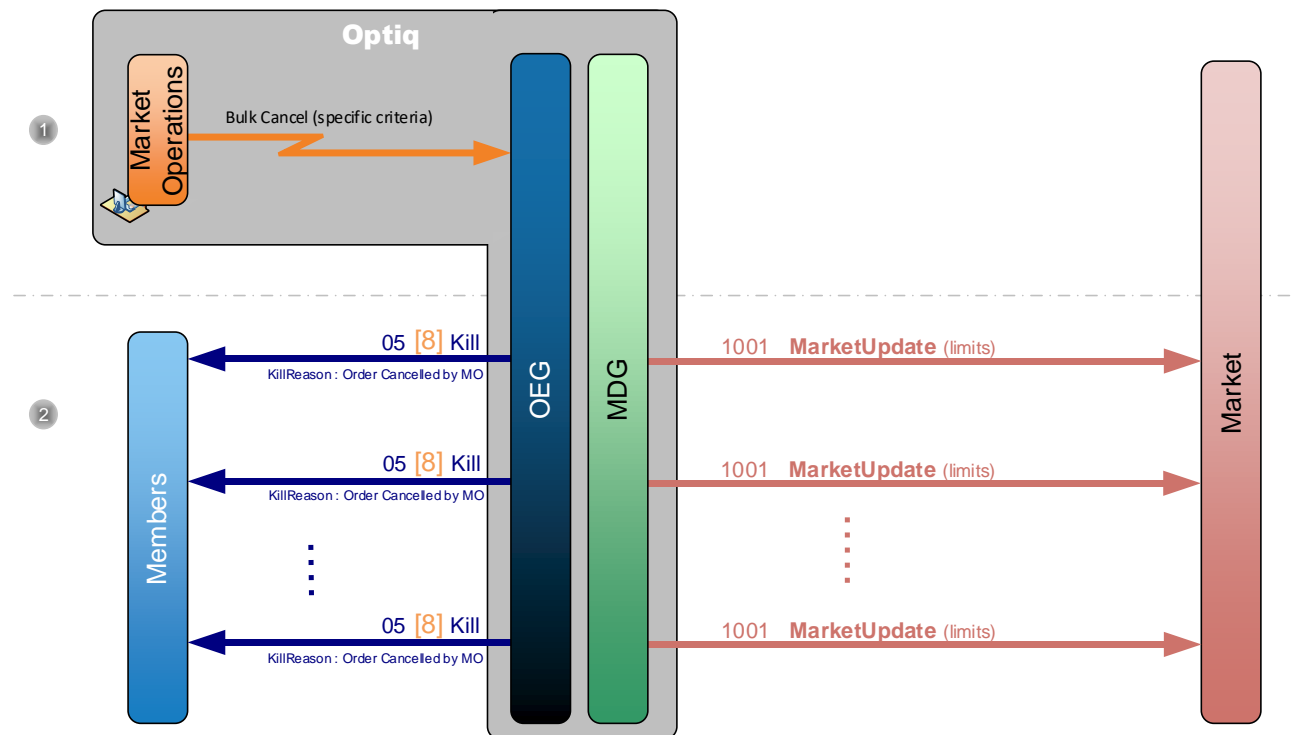 Optiq
Market
Operations
1
Bulk Cancel (specific criteria)
OEG
MDG
Market
2
Members
05 [8] Kill
KillReason : Order Cancelled by MO
1001 MarketUpdate (limits)
05 [8] Kill
KillReason : Order Cancelled by MO
1001 MarketUpdate (limits)
05 [8] Kill
KillReason : Order Cancelled by MO
1001 MarketUpdate (limits)